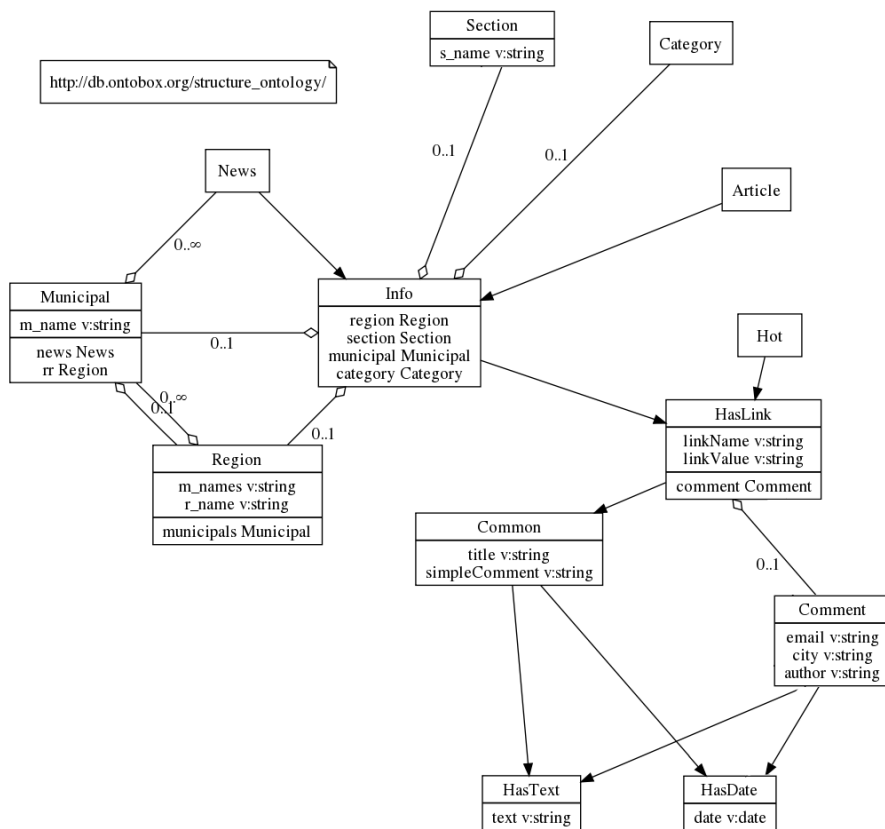 Section
s_name v:string
Category
http://db.ontobox.org/structure_ontology/
0..1
0..1
News
Article
0..∞
Municipal
m_name v:string
news News
rr Region
Info
region Region
section Section
municipal Municipal
category Category
0..1
Hot
0..∞
0..1
0..1
HasLink
linkName v:string
linkValue v:string
comment Comment
Region
m_names v:string
r_name v:string
municipals Municipal
Common
title v:string
simpleComment v:string
0..1
Comment
email v:string
city v:string
author v:string
HasText
text v:string
HasDate
date v:date